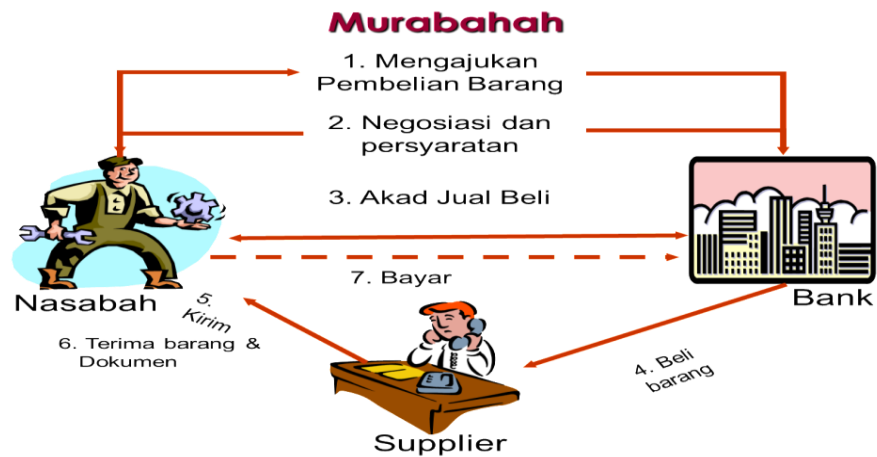 Murabahah
1. Mengajukan
Pembelian Barang
2. Negosiasi dan
persyaratan
3. Akad Jual Beli
7. Bayar
Nasabah
Bank
5.
Kirim
6. Terima barang &
Dokumen
4. Beli
barang
Supplier